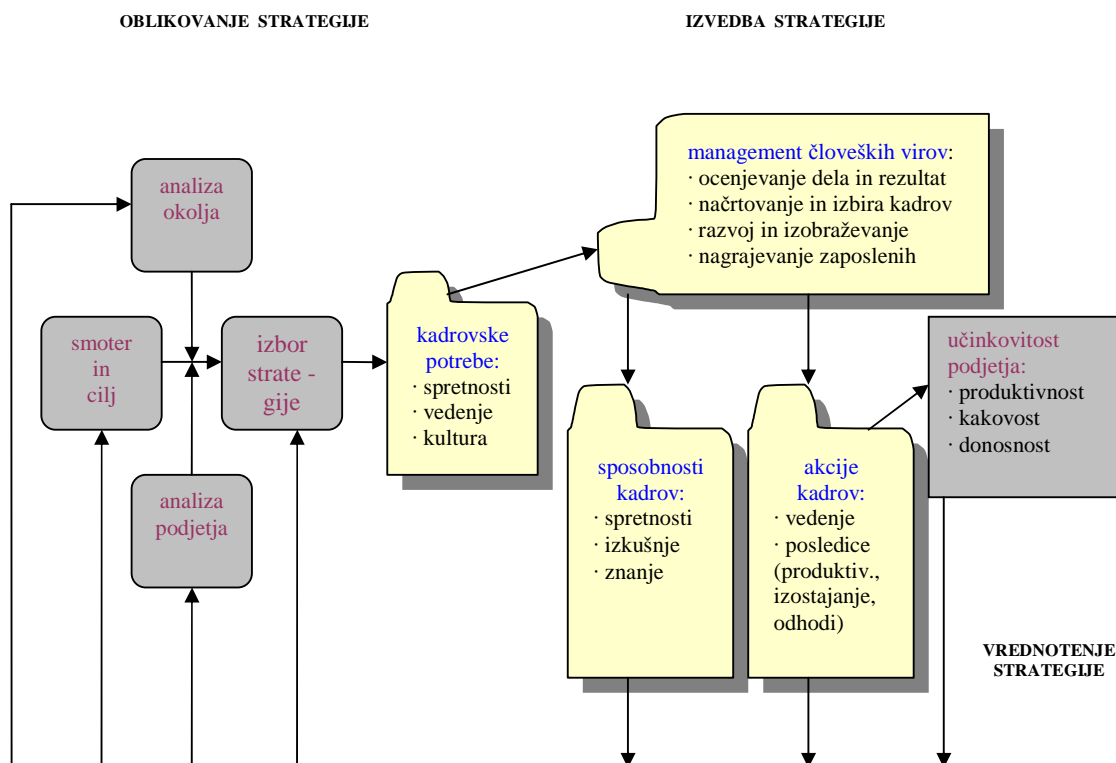 OBLIKOVANJE STRATEGIJE
IZVEDBA STRATEGIJE
analiza
okolja
smoter
in
cilj
izbor
strate -
gije
analiza
podjetja
kadrovske
potrebe:
· spretnosti
· vedenje
· kultura
management človeških virov:
· ocenjevanje dela in rezultat
· načrtovanje in izbira kadrov
· razvoj in izobraževanje
· nagrajevanje zaposlenih
sposobnosti
kadrov:
· spretnosti
· izkušnje
· znanje
akcije
kadrov:
· vedenje
· posledice
(produktiv.,
izostajanje,
odhodi)
učinkovitost
podjetja:
· produktivnost
· kakovost
· donosnost
VREDNOTENJE
STRATEGIJE